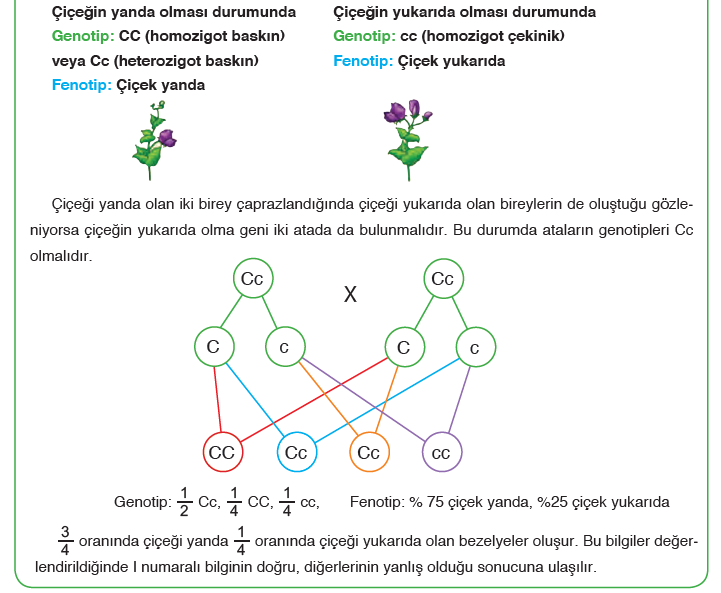 Çiçeğin yanda olması durumunda
Genotip: CC (homozigot baskın)
veya Cc (heterozigot baskın)
Fenotip: Çiçek yanda
Çiçeğin yukarıda olması durumunda
Genotip: cc (homozigot çekinik)
Fenotip: Çiçek yukarıda
Çiçeği yanda olan iki birey çaprazlandığında çiçeği yukarıda olan bireylerin de oluştuğu gözle-
niyorsa çiçeğin yukarıda olma geni iki atada da bulunmalıdır. Bu durumda ataların genotipleri Cc
olmalıdır.
Cc X Cc
C c C c
CC Cc Cc cc
Genotip: 1/2 Cc, 1/4 CC, 1/4 cc, Fenotip: % 75 çiçek yanda, %25 çiçek yukarıda
3/4 oranında çiçeği yanda 1/4 oranında çiçeği yukarıda olan bezelyeler oluşur. Bu bilgiler değer-
lendirildiğinde I numaralı bilginin doğru, diğerlerinin yanlış olduğu sonucuna ulaşılır.